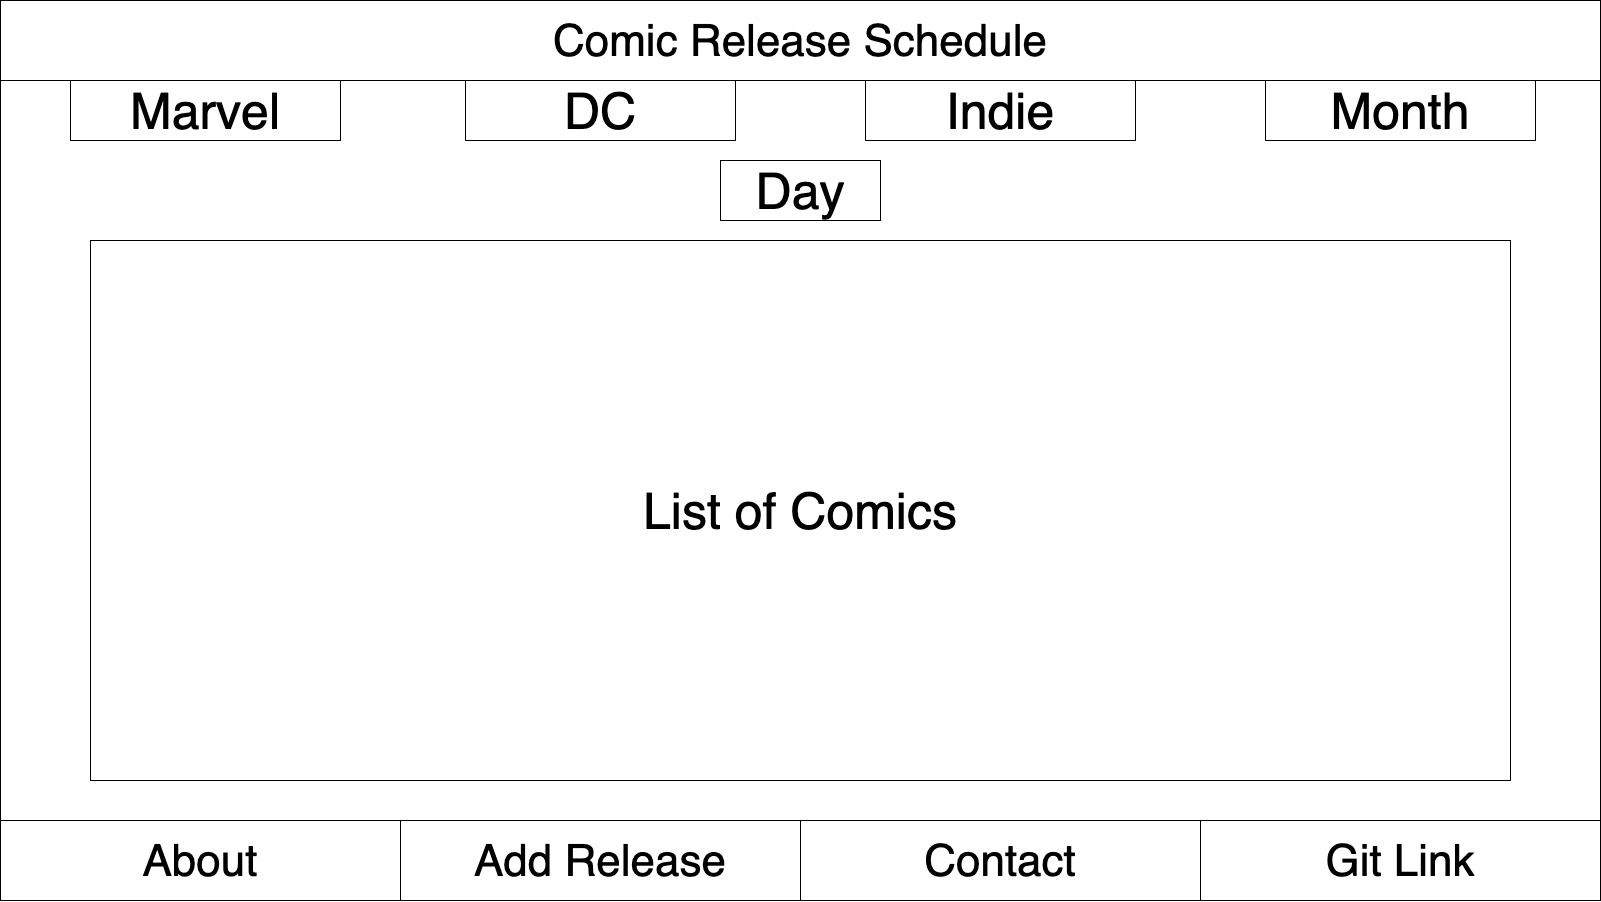 Comic Release Schedule
Marvel
DC
Indie
Month
Day
List of Comics
About
Add Release
Contact
Git Link